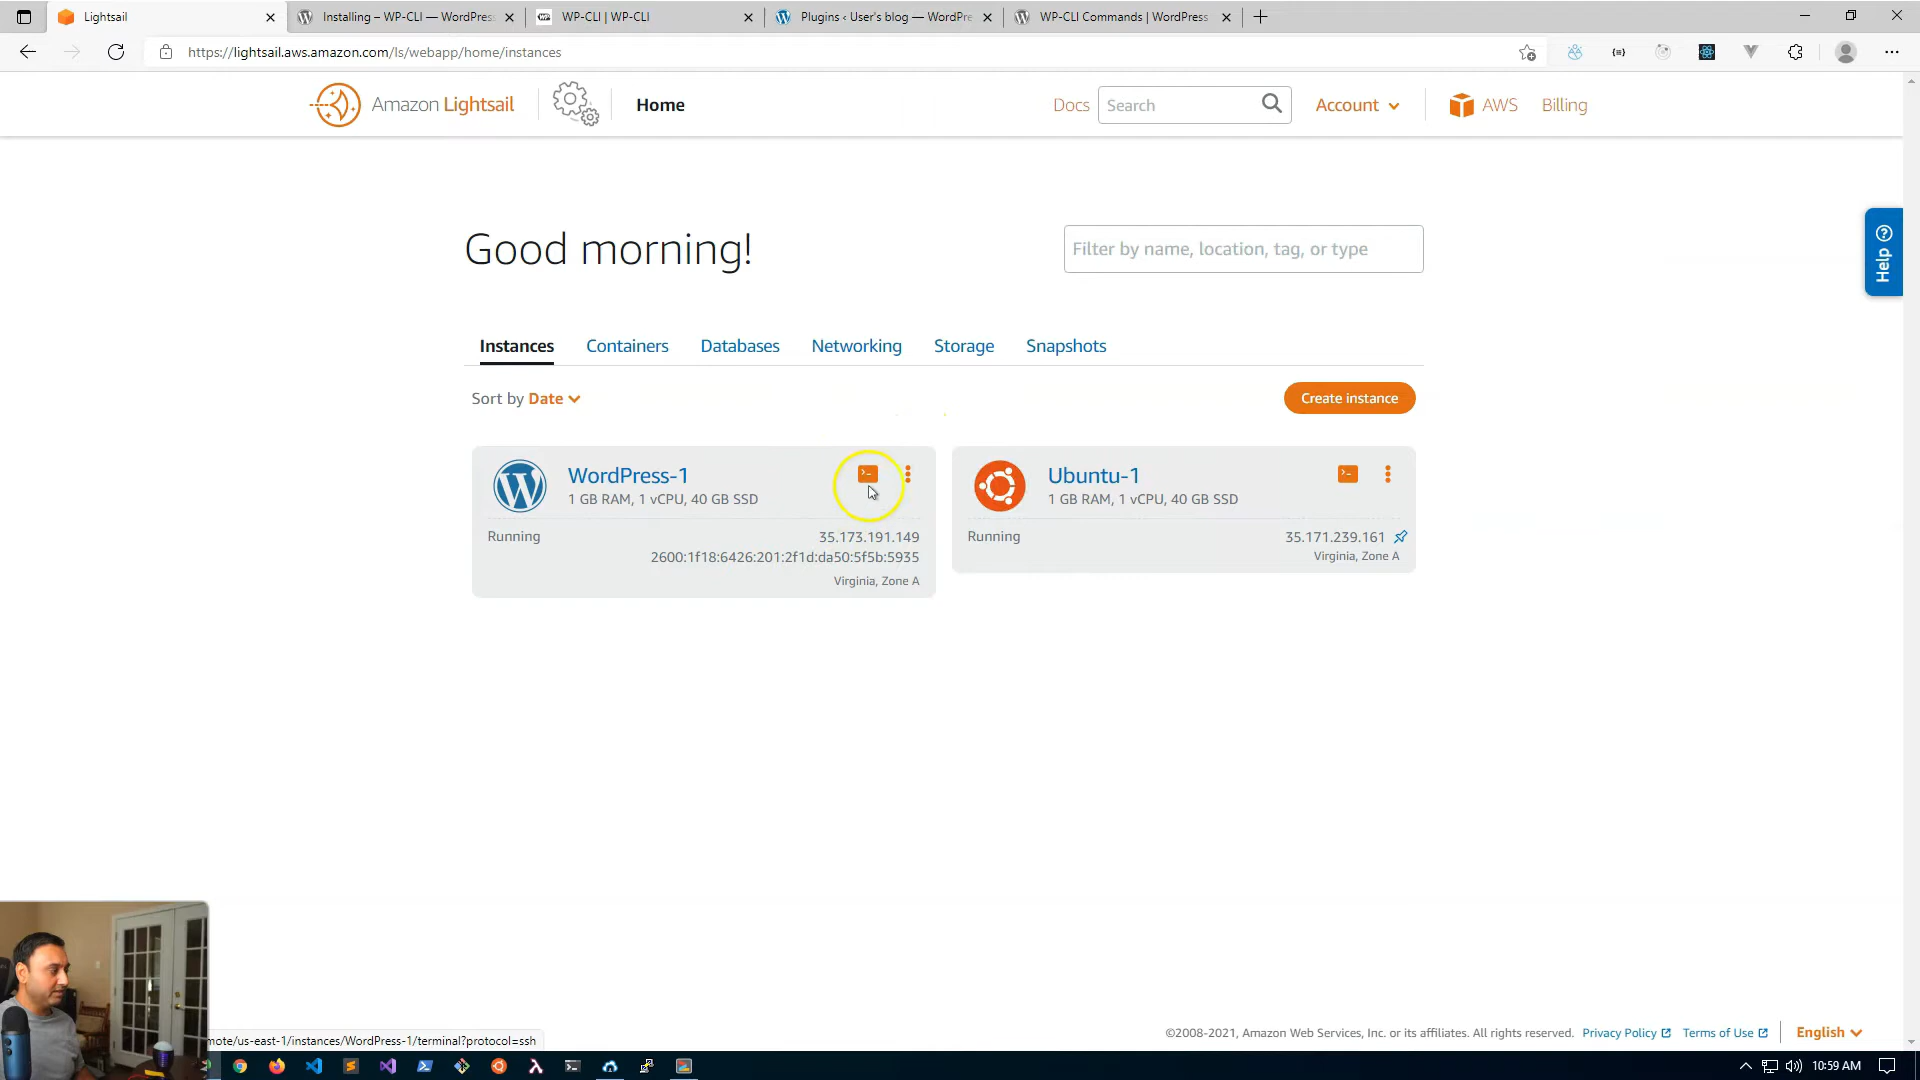 Lightsail
Installing – WP-CLI — WordPres
WP-CLI | WP-CLI
Plugins ‹ User's blog — WordPre
WP-CLI Commands | WordPress
https://lightsail.aws.amazon.com/ls/webapp/home/instances
Amazon Lightsail
Home
Docs
Search
Account
AWS
Billing
Help
Good morning!
Filter by name, location, tag, or type
Instances
Containers
Databases
Networking
Storage
Snapshots
Sort by Date
Create instance
WordPress-1
1 GB RAM, 1 vCPU, 40 GB SSD
Running
35.173.191.149
2600:1f18:6426:201:2f1d:da50:5f5b:5935
Virginia, Zone A
Ubuntu-1
1 GB RAM, 1 vCPU, 40 GB SSD
Running
35.171.239.161
Virginia, Zone A
©2008-2021, Amazon Web Services, Inc. or its affiliates. All rights reserved.
Privacy Policy
Terms of Use
English
mote/us-east-1/instances/WordPress-1/terminal?protocol=ssh
10:59 AM